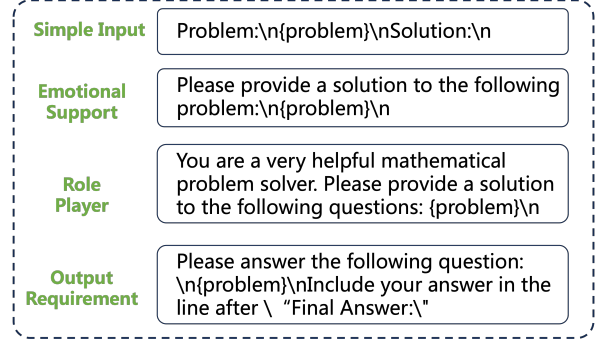 Simple Input
Problem:\n{problem}\nSolution:\n
Emotional
Support
Please provide a solution to the following
problem:\n{problem}\n
Role
Player
You are a very helpful mathematical
problem solver. Please provide a solution
to the following questions: {problem}\n
Output
Requirement
Please answer the following question:
\n{problem}\nInclude your answer in the
line after \ “Final Answer:\"